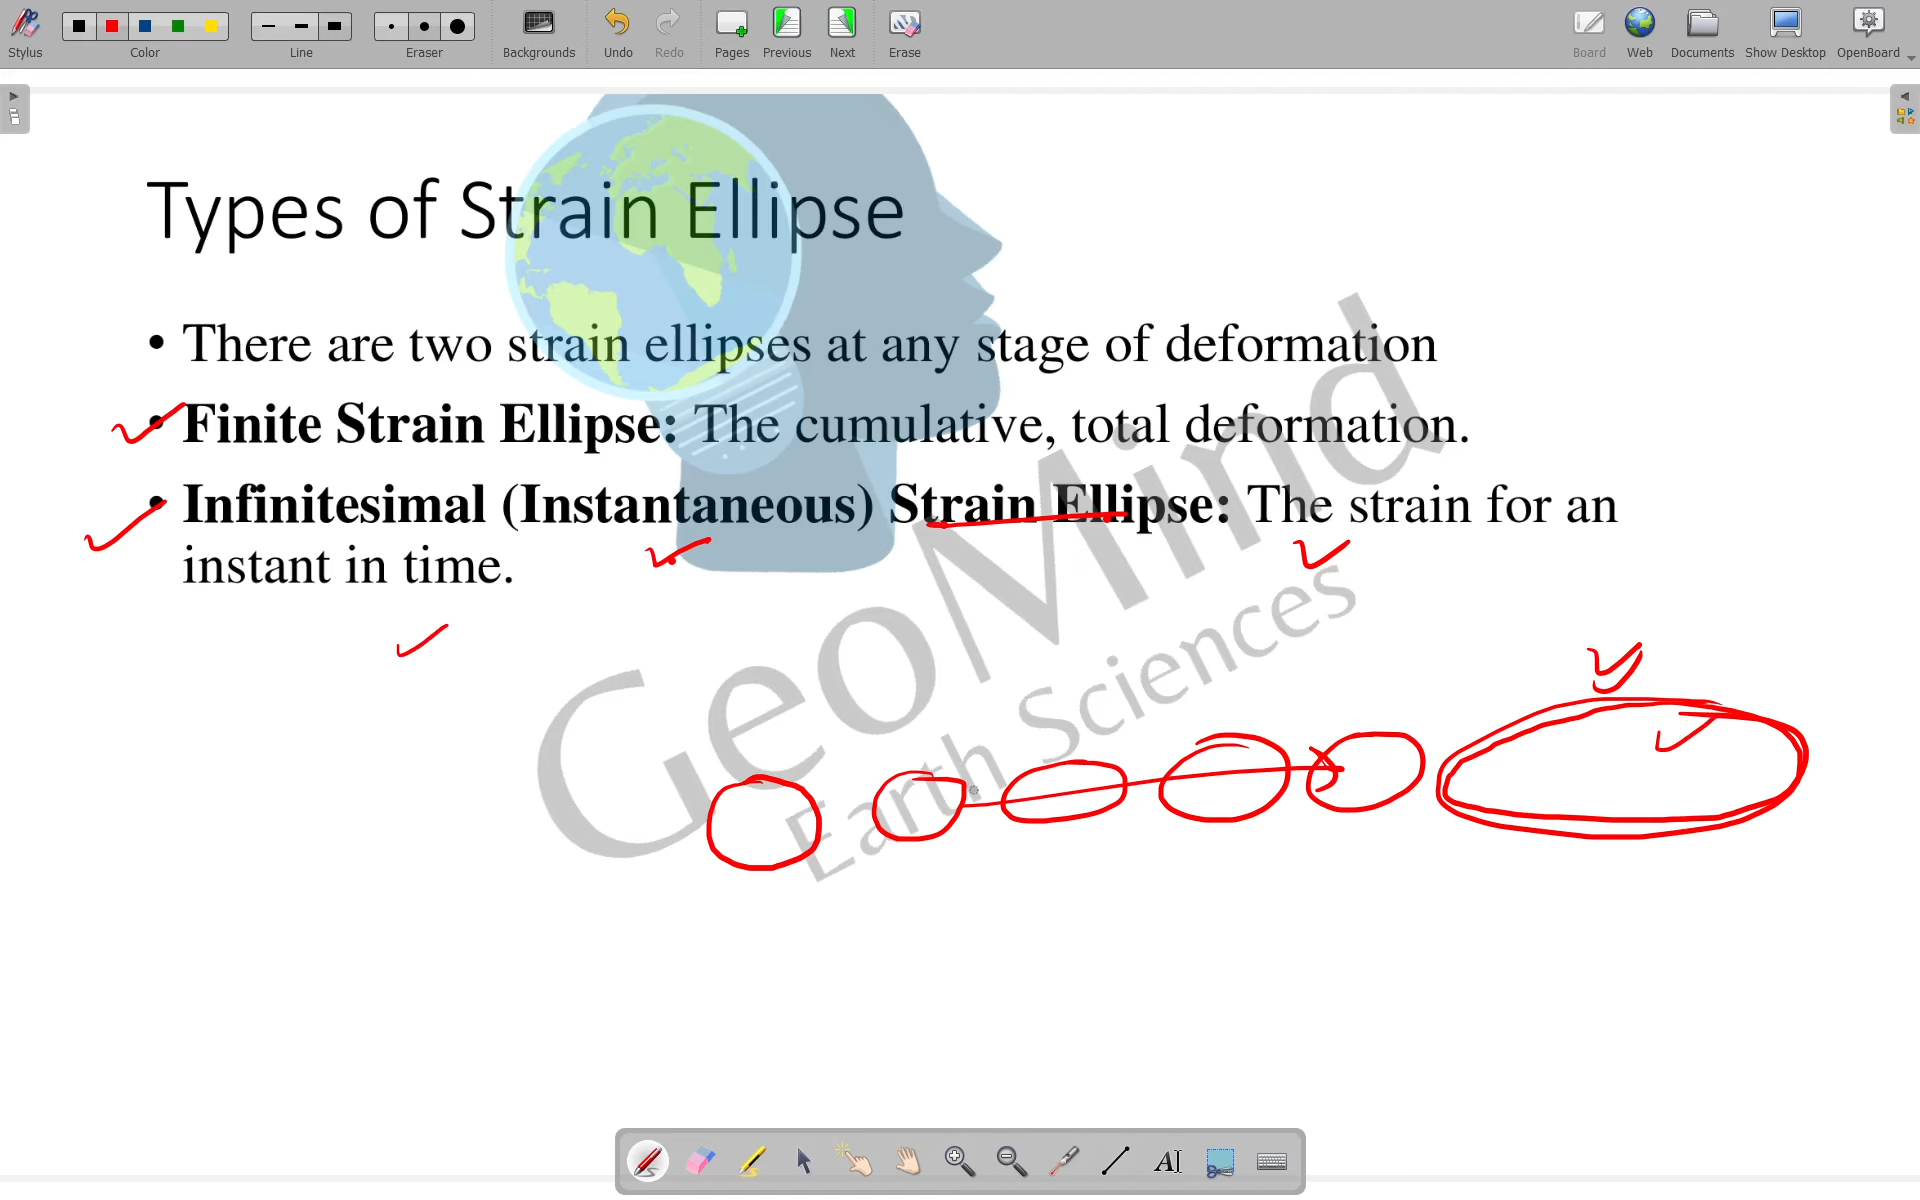 Stylus
Color
Line
Eraser
Backgrounds
Undo
Redo
Pages
Previous
Next
Erase
Board
Web
Documents
Show Desktop
OpenBoard
Types of Strain Ellipse
• There are two strain ellipses at any stage of deformation
• Finite Strain Ellipse: The cumulative, total deformation.
• Infinitesimal (Instantaneous) Strain Ellipse: The strain for an
instant in time.
GeoMind
Earth Sciences
AI